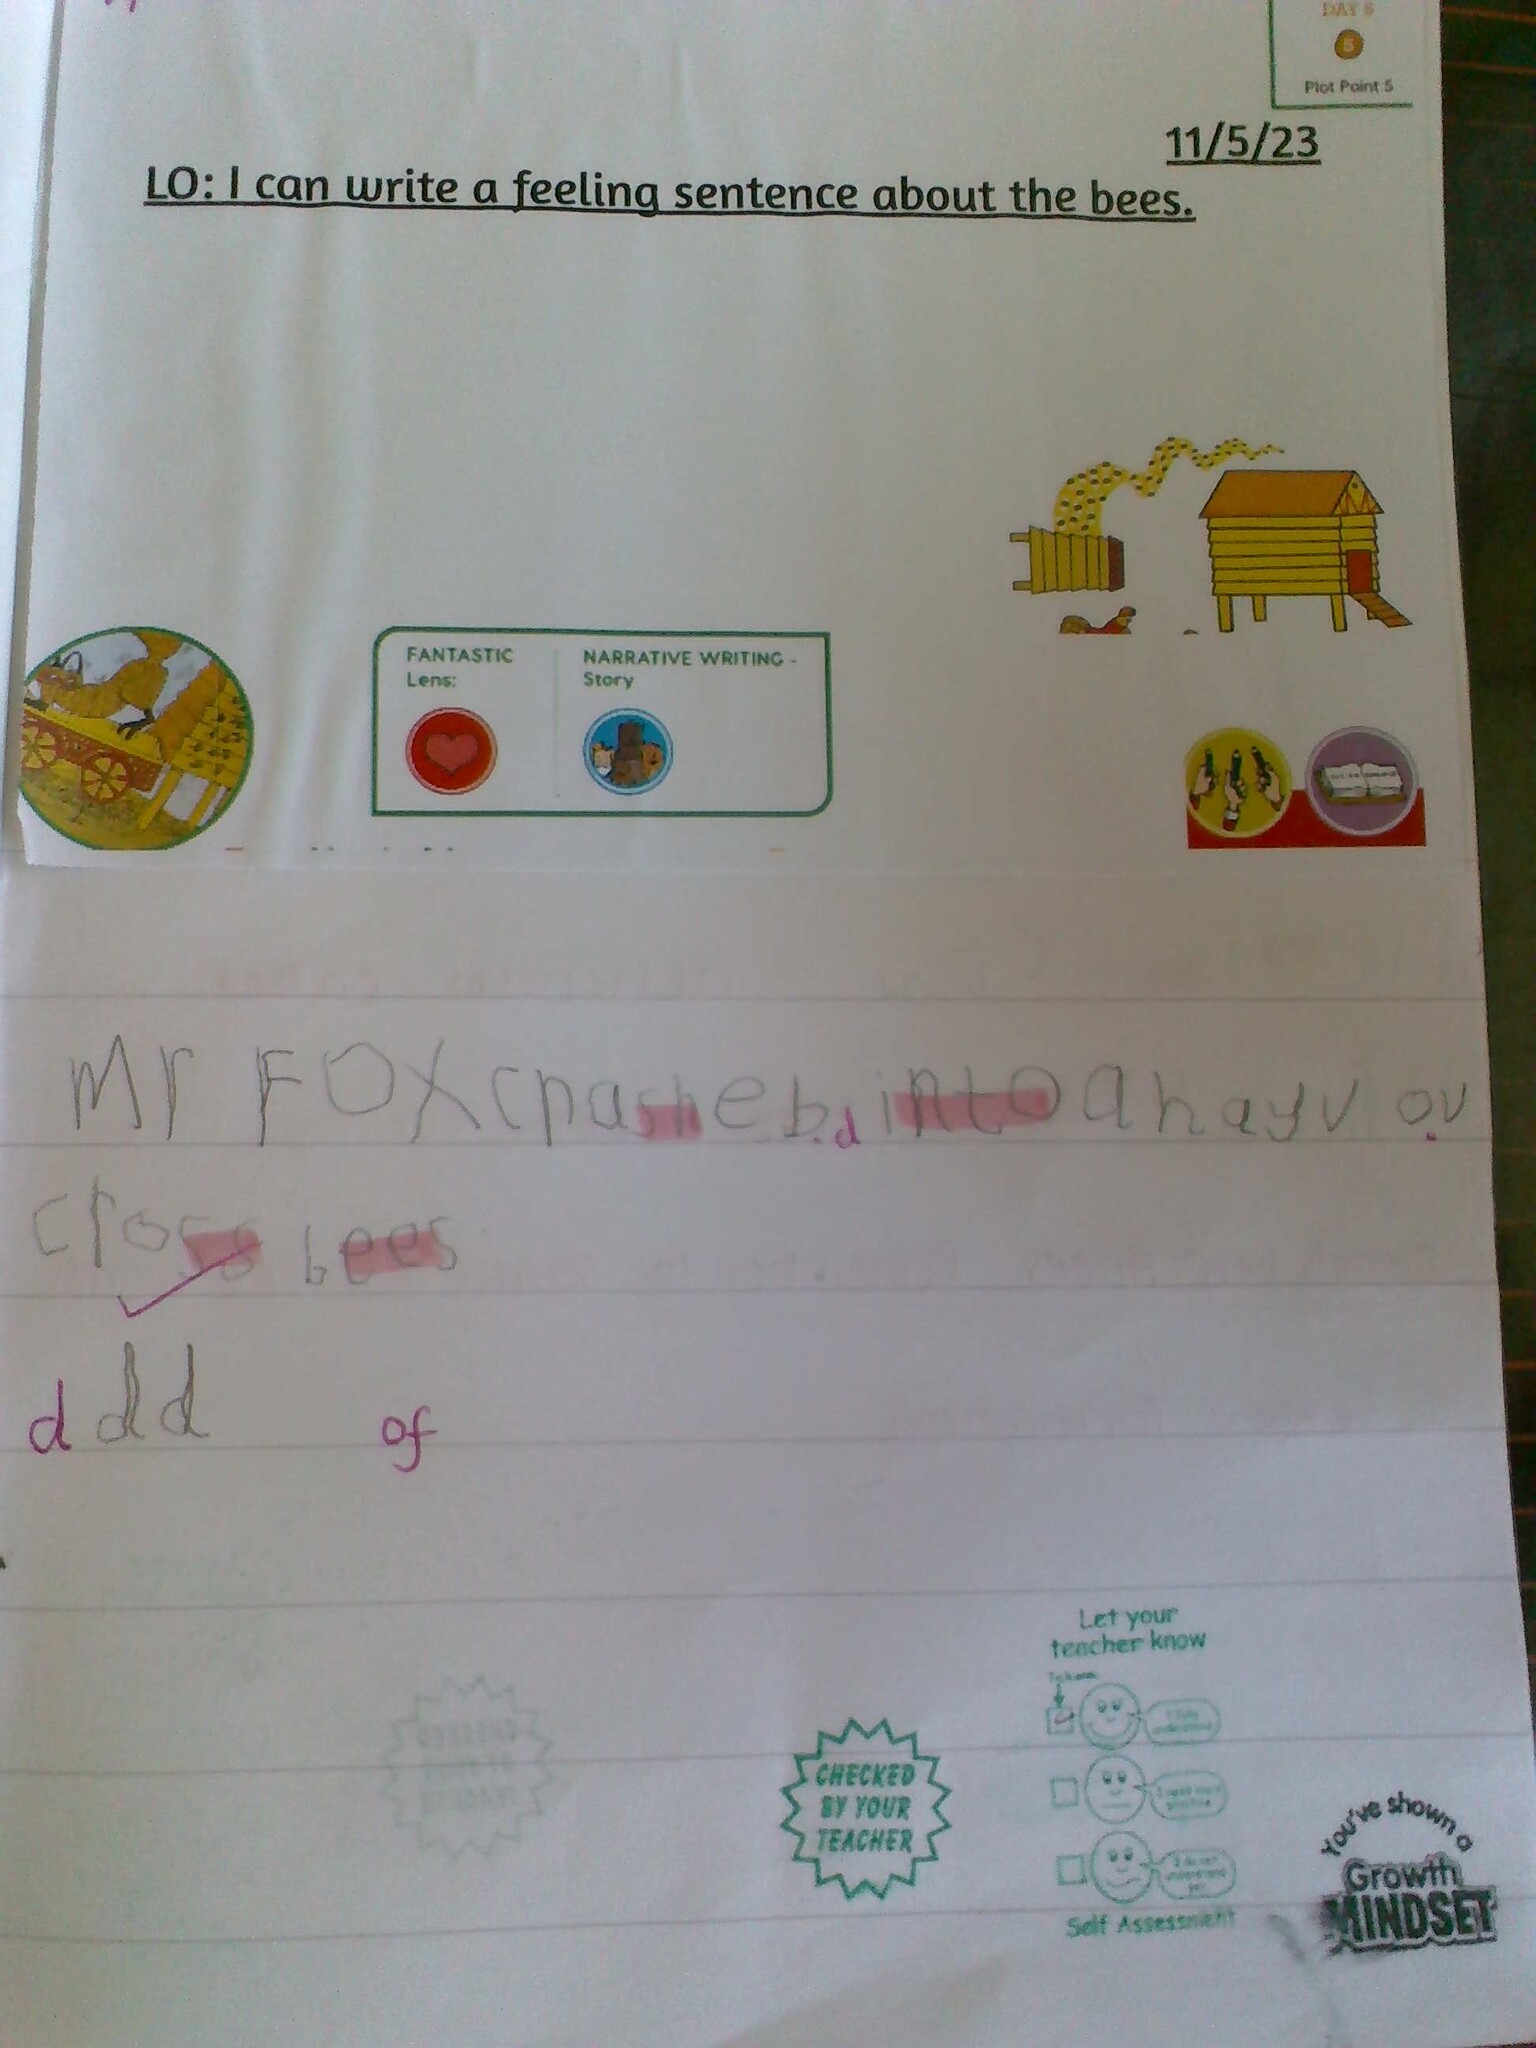 DAY 5
5
Plot Point 5
11/5/23
LO: I can write a feeling sentence about the bees.
FANTASTIC
Lens:
NARRATIVE WRITING -
Story
Mr FOX crasheb d into a hayv ov
cross bees
d d d of
Let your
teacher know
CHECKED
BY YOUR
TEACHER
Self Assessment
You've shown a
Growth
MINDSET